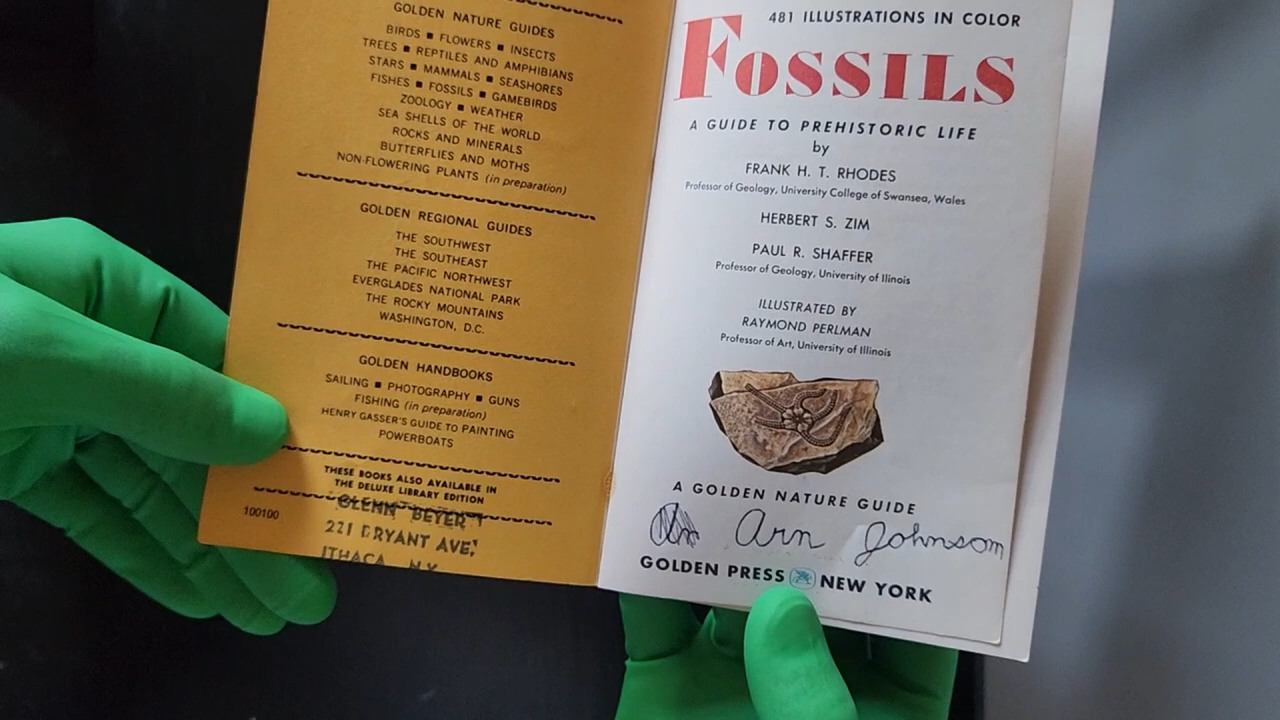 GOLDEN NATURE GUIDES
BIRDS ■ FLOWERS ■ INSECTS
TREES ■ REPTILES AND AMPHIBIANS
STARS ■ MAMMALS ■ SEASHORES
FISHES ■ FOSSILS ■ GAMEBIRDS
ZOOLOGY ■ WEATHER
SEA SHELLS OF THE WORLD
ROCKS AND MINERALS
BUTTERFLIES AND MOTHS
NON-FLOWERING PLANTS (in preparation)
GOLDEN REGIONAL GUIDES
THE SOUTHWEST
THE SOUTHEAST
THE PACIFIC NORTHWEST
EVERGLADES NATIONAL PARK
THE ROCKY MOUNTAINS
WASHINGTON, D.C.
GOLDEN HANDBOOKS
SAILING ■ PHOTOGRAPHY ■ GUNS
FISHING (in preparation)
HENRY GASSER'S GUIDE TO PAINTING
POWERBOATS
THESE BOOKS ALSO AVAILABLE IN
THE DELUXE LIBRARY EDITION
100100
GLENN BEYER
221 BRYANT AVE.
ITHACA, N.Y.
481 ILLUSTRATIONS IN COLOR
FOSSILS
A GUIDE TO PREHISTORIC LIFE
by
FRANK H. T. RHODES
Professor of Geology, University College of Swansea, Wales
HERBERT S. ZIM
PAUL R. SHAFFER
Professor of Geology, University of Illinois
ILLUSTRATED BY
RAYMOND PERLMAN
Professor of Art, University of Illinois
A GOLDEN NATURE GUIDE
Arn Johnsom
GOLDEN PRESS NEW YORK